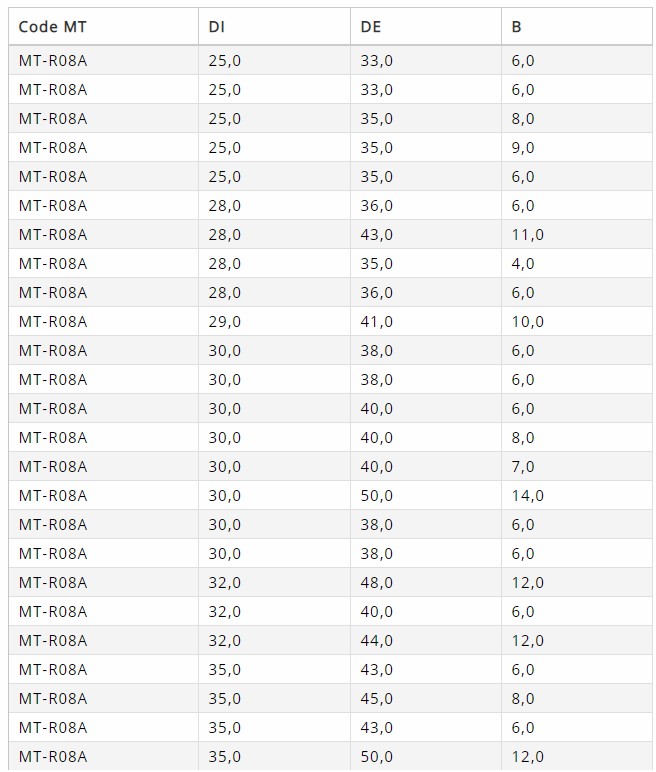 Code MT DI DE B
MT-R08A 25,0 33,0 6,0
MT-R08A 25,0 33,0 6,0
MT-R08A 25,0 35,0 8,0
MT-R08A 25,0 35,0 9,0
MT-R08A 25,0 35,0 6,0
MT-R08A 28,0 36,0 6,0
MT-R08A 28,0 43,0 11,0
MT-R08A 28,0 35,0 4,0
MT-R08A 28,0 36,0 6,0
MT-R08A 29,0 41,0 10,0
MT-R08A 30,0 38,0 6,0
MT-R08A 30,0 38,0 6,0
MT-R08A 30,0 40,0 6,0
MT-R08A 30,0 40,0 8,0
MT-R08A 30,0 40,0 7,0
MT-R08A 30,0 50,0 14,0
MT-R08A 30,0 38,0 6,0
MT-R08A 30,0 38,0 6,0
MT-R08A 32,0 48,0 12,0
MT-R08A 32,0 40,0 6,0
MT-R08A 32,0 44,0 12,0
MT-R08A 35,0 43,0 6,0
MT-R08A 35,0 45,0 8,0
MT-R08A 35,0 43,0 6,0
MT-R08A 35,0 50,0 12,0